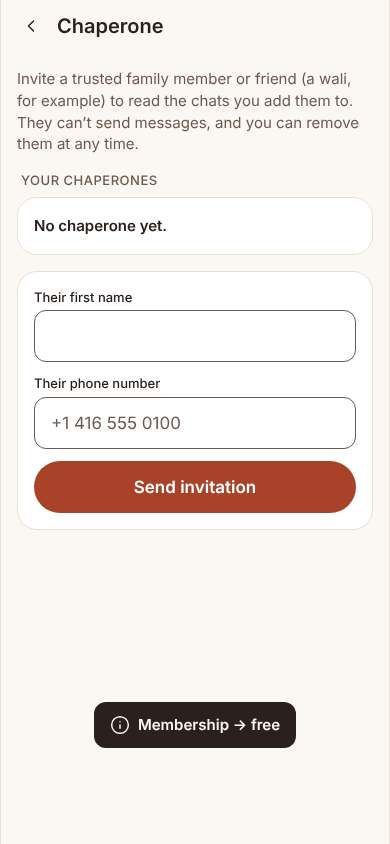 Chaperone
Invite a trusted family member or friend (a wali,
for example) to read the chats you add them to.
They can’t send messages, and you can remove
them at any time.
YOUR CHAPERONES
No chaperone yet.
Their first name
Their phone number
+1 416 555 0100
Send invitation
Membership → free